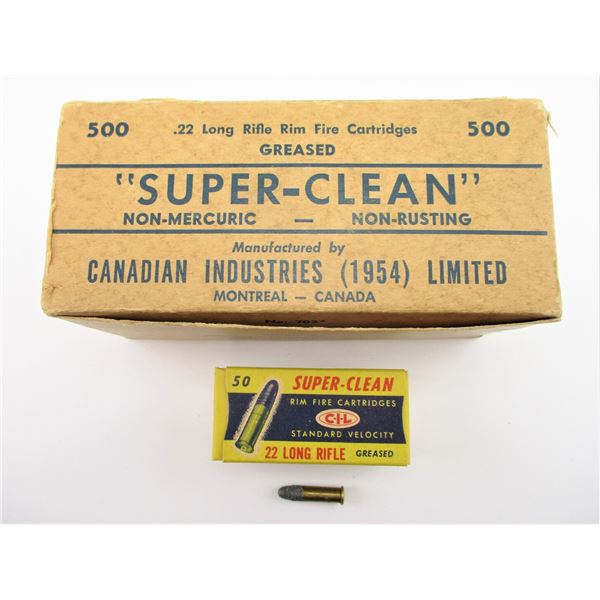 500 .22 Long Rifle Rim Fire Cartridges 500
GREASED
"SUPER-CLEAN"
NON-MERCURIC — NON-RUSTING
Manufactured by
CANADIAN INDUSTRIES (1954) LIMITED
MONTREAL — CANADA
50 SUPER-CLEAN
RIM FIRE CARTRIDGES
C-I-L
STANDARD VELOCITY
22 LONG RIFLE GREASED